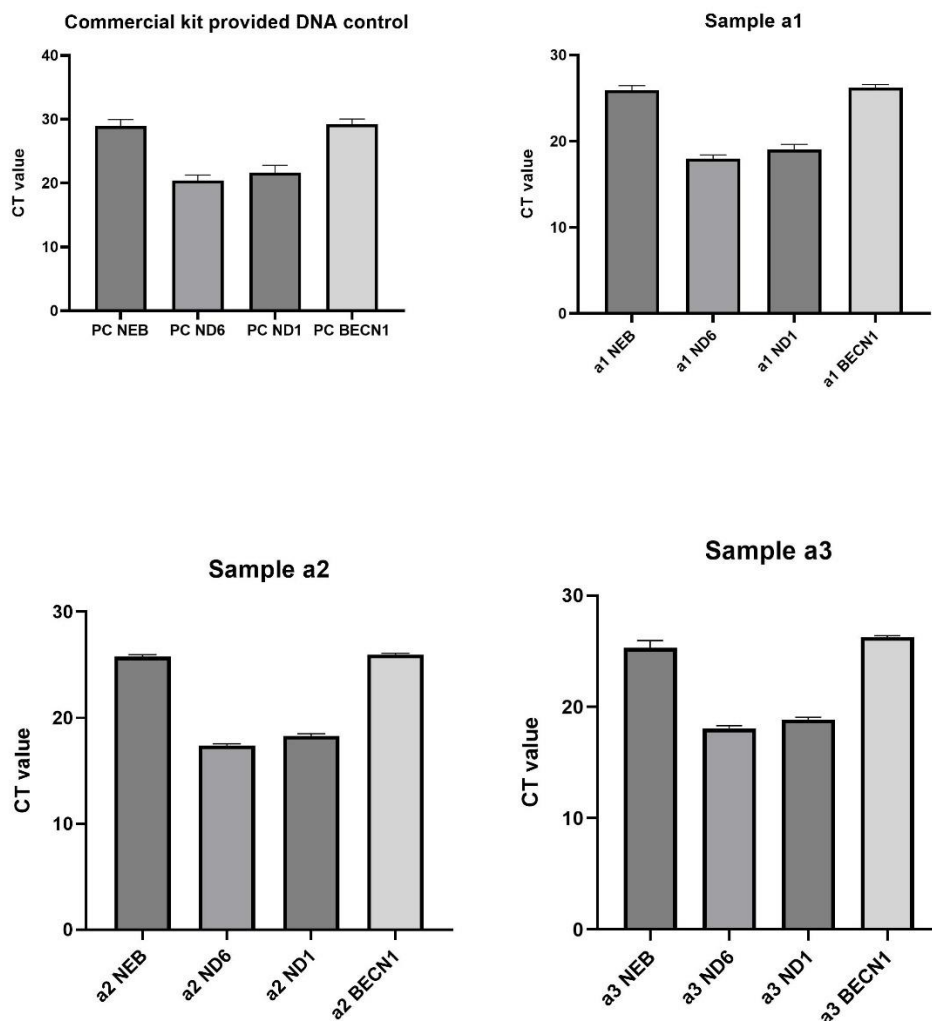 Commercial kit provided DNA control
40
30
20
10
0
CT value
PC NEB PC ND6 PC ND1 PC BECN1
Sample a1
30
20
10
0
CT value
a1 NEB
a1 ND6
a1 ND1
a1 BECN1
Sample a2
30
20
10
0
CT value
a2 NEB
a2 ND6
a2 ND1
a2 BECN1
Sample a3
30
20
10
0
CT value
a3 NEB
a3 ND6
a3 ND1
a3 BECN1